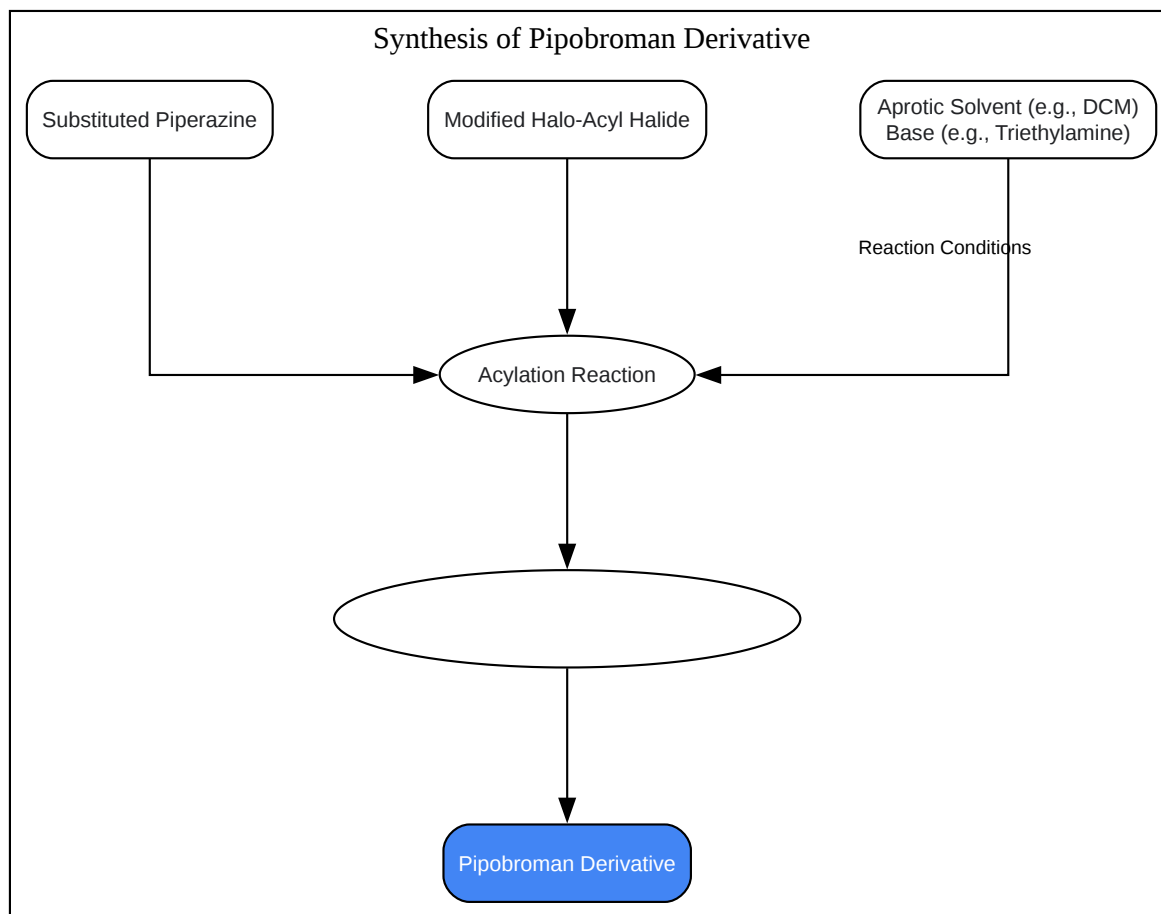 Synthesis of Pipobroman Derivative
Substituted Piperazine
Modified Halo-Acyl Halide
Aprotic Solvent (e.g., DCM)
Base (e.g., Triethylamine)
Reaction Conditions
Acylation Reaction
Pipobroman Derivative